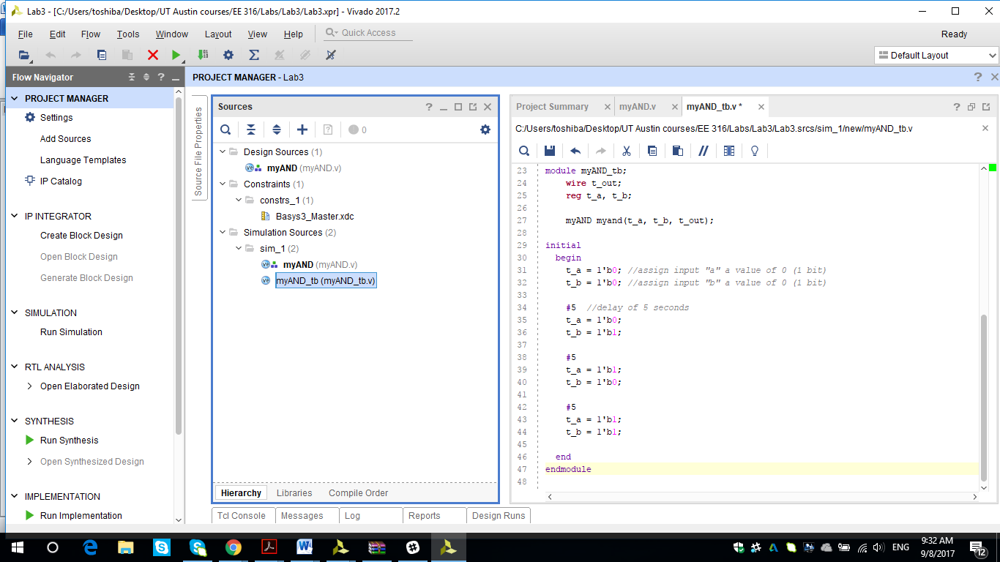 Lab3 - [C:/Users/toshiba/Desktop/UT Austin courses/EE 316/Labs/Lab3/Lab3.xpr] - Vivado 2017.2
File Edit Flow Tools Window Layout View Help Quick Access Ready
Default Layout
Flow Navigator
PROJECT MANAGER
Settings
Add Sources
Language Templates
IP Catalog
IP INTEGRATOR
Create Block Design
Open Block Design
Generate Block Design
SIMULATION
Run Simulation
RTL ANALYSIS
Open Elaborated Design
SYNTHESIS
Run Synthesis
Open Synthesized Design
IMPLEMENTATION
Run Implementation
PROJECT MANAGER - Lab3
Source File Properties
Sources
0
Design Sources (1)
myAND (myAND.v)
Constraints (1)
constrs_1 (1)
Basys3_Master.xdc
Simulation Sources (2)
sim_1 (2)
myAND (myAND.v)
myAND_tb (myAND_tb.v)
Hierarchy Libraries Compile Order
Project Summary myAND.v myAND_tb.v *
C:/Users/toshiba/Desktop/UT Austin courses/EE 316/Labs/Lab3/Lab3.srcs/sim_1/new/myAND_tb.v
23 module myAND_tb;
24 wire t_out;
25 reg t_a, t_b;
26
27 myAND myand(t_a, t_b, t_out);
28
29 initial
30 begin
31 t_a = 1'b0; //assign input "a" a value of 0 (1 bit)
32 t_b = 1'b0; //assign input "b" a value of 0 (1 bit)
33
34 #5 //delay of 5 seconds
35 t_a = 1'b0;
36 t_b = 1'b1;
37
38 #5
39 t_a = 1'b1;
40 t_b = 1'b0;
41
42 #5
43 t_a = 1'b1;
44 t_b = 1'b1;
45
46 end
47 endmodule
48
Tcl Console Messages Log Reports Design Runs
ENG
9:32 AM
9/8/2017
12